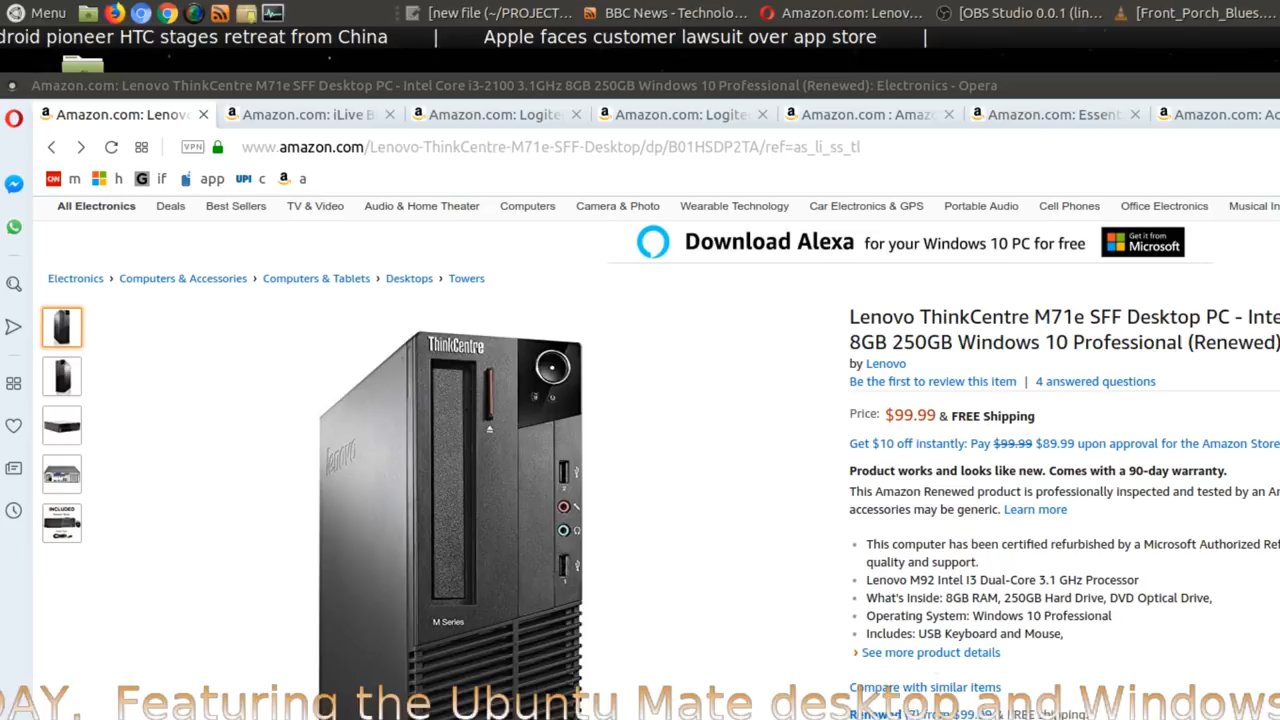 Menu [new file (~/PROJECT... BBC News - Technolo... Amazon.com: Lenov... [OBS Studio 0.0.1 (lin... [Front_Porch_Blues...
droid pioneer HTC stages retreat from China | Apple faces customer lawsuit over app store |
Amazon.com: Lenovo ThinkCentre M71e SFF Desktop PC - Intel Core i3-2100 3.1GHz 8GB 250GB Windows 10 Professional (Renewed): Electronics - Opera
Amazon.com: Lenov Amazon.com: iLive B Amazon.com: Logite Amazon.com: Logite Amazon.com : Amaz Amazon.com: Essent Amazon.com: Ac
VPN www.amazon.com/Lenovo-ThinkCentre-M71e-SFF-Desktop/dp/B01HSDP2TA/ref=as_li_ss_tl
CNN m h G if app UPI c a
All Electronics Deals Best Sellers TV & Video Audio & Home Theater Computers Camera & Photo Wearable Technology Car Electronics & GPS Portable Audio Cell Phones Office Electronics Musical In
Download Alexa for your Windows 10 PC for free Get it from Microsoft
Electronics › Computers & Accessories › Computers & Tablets › Desktops › Towers
Lenovo ThinkCentre M71e SFF Desktop PC - Inte
8GB 250GB Windows 10 Professional (Renewed)
by Lenovo
Be the first to review this item | 4 answered questions
Price: $99.99 & FREE Shipping
Get $10 off instantly: Pay $99.99 $89.99 upon approval for the Amazon Store
Product works and looks like new. Comes with a 90-day warranty.
This Amazon Renewed product is professionally inspected and tested by an Am
accessories may be generic. Learn more
This computer has been certified refurbished by a Microsoft Authorized Ref
quality and support.
Lenovo M92 Intel I3 Dual-Core 3.1 GHz Processor
What's Inside: 8GB RAM, 250GB Hard Drive, DVD Optical Drive,
Operating System: Windows 10 Professional
Includes: USB Keyboard and Mouse,
› See more product details
Compare with similar items
ThinkCentre
lenovo
M Series
INCLUDED
DAY. Featuring the Ubuntu Mate desktop and Windows